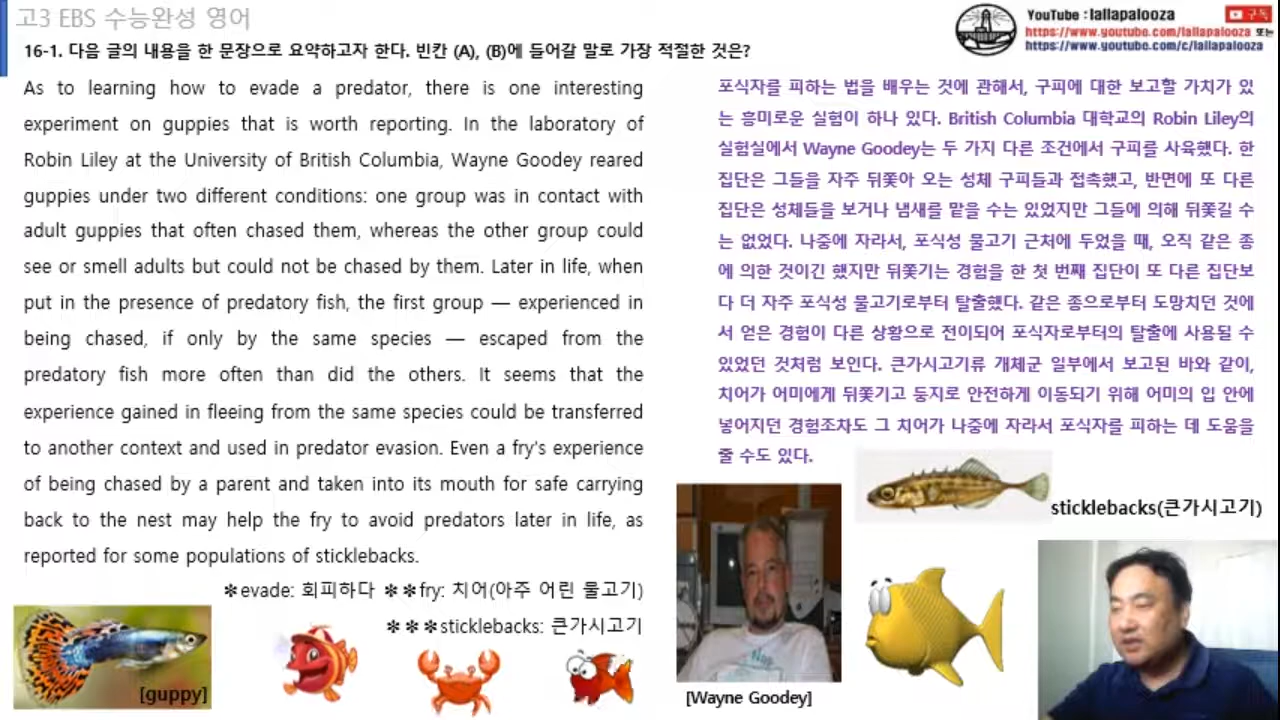 고3 EBS 수능완성 영어
YouTube : lallapalooza
구독
https://www.youtube.com/lallapalooza 또는
https://www.youtube.com/c/lallapalooza
16-1. 다음 글의 내용을 한 문장으로 요약하고자 한다. 빈칸 (A), (B)에 들어갈 말로 가장 적절한 것은?
As to learning how to evade a predator, there is one interesting
experiment on guppies that is worth reporting. In the laboratory of
Robin Liley at the University of British Columbia, Wayne Goodey reared
guppies under two different conditions: one group was in contact with
adult guppies that often chased them, whereas the other group could
see or smell adults but could not be chased by them. Later in life, when
put in the presence of predatory fish, the first group — experienced in
being chased, if only by the same species — escaped from the
predatory fish more often than did the others. It seems that the
experience gained in fleeing from the same species could be transferred
to another context and used in predator evasion. Even a fry's experience
of being chased by a parent and taken into its mouth for safe carrying
back to the nest may help the fry to avoid predators later in life, as
reported for some populations of sticklebacks.
✻evade: 회피하다 ✻✻fry: 치어(아주 어린 물고기)
✻✻✻sticklebacks: 큰가시고기
[guppy]
포식자를 피하는 법을 배우는 것에 관해서, 구피에 대한 보고할 가치가 있
는 흥미로운 실험이 하나 있다. British Columbia 대학교의 Robin Liley의
실험실에서 Wayne Goodey는 두 가지 다른 조건에서 구피를 사육했다. 한
집단은 그들을 자주 뒤쫓아 오는 성체 구피들과 접촉했고, 반면에 또 다른
집단은 성체들을 보거나 냄새를 맡을 수는 있었지만 그들에 의해 뒤쫓길 수
는 없었다. 나중에 자라서, 포식성 물고기 근처에 두었을 때, 오직 같은 종
에 의한 것이긴 했지만 뒤쫓기는 경험을 한 첫 번째 집단이 또 다른 집단보
다 더 자주 포식성 물고기로부터 탈출했다. 같은 종으로부터 도망치던 것에
서 얻은 경험이 다른 상황으로 전이되어 포식자로부터의 탈출에 사용될 수
있었던 것처럼 보인다. 큰가시고기류 개체군 일부에서 보고된 바와 같이,
치어가 어미에게 뒤쫓기고 둥지로 안전하게 이동되기 위해 어미의 입 안에
넣어지던 경험조차도 그 치어가 나중에 자라서 포식자를 피하는 데 도움을
줄 수도 있다.
sticklebacks(큰가시고기)
[Wayne Goodey]